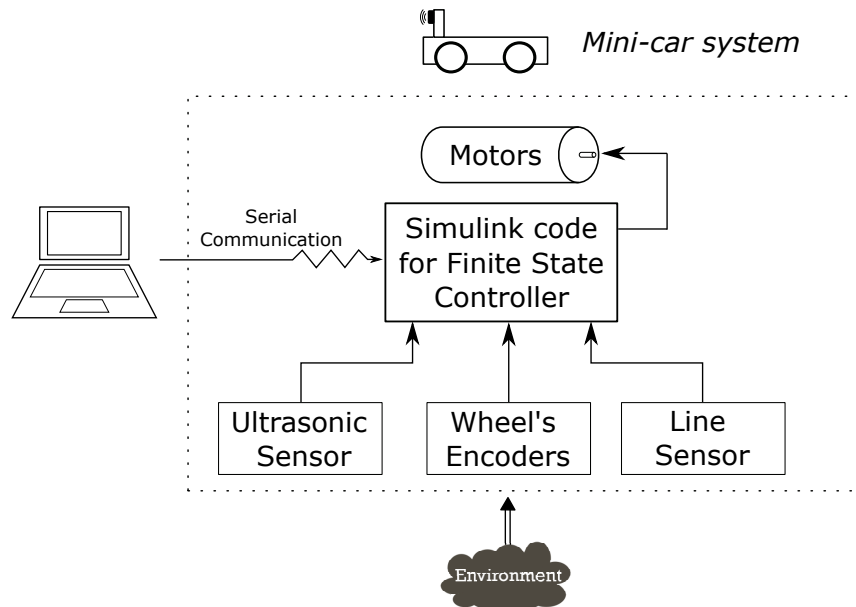 Mini-car system
Motors
Serial
Communication
Simulink code
for Finite State
Controller
Ultrasonic
Sensor
Wheel's
Encoders
Line
Sensor
Environment